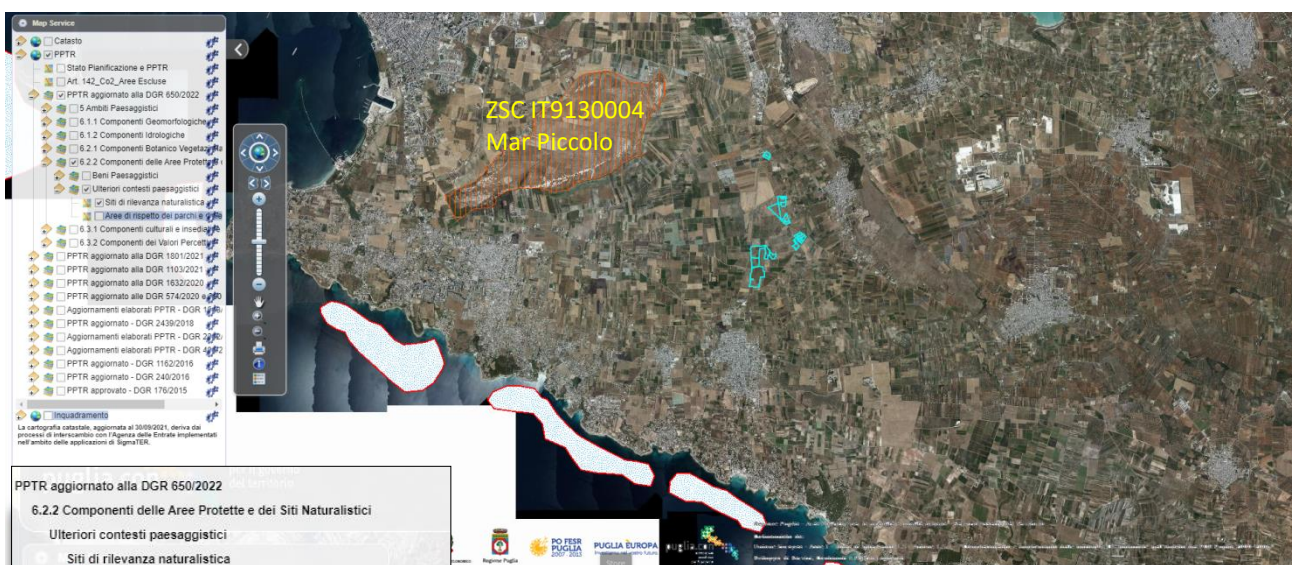 Map Service
Catasto
PPTR
Stato Planificazione e PPTR
Art. 142_Co2_Aree Escluse
PPTR aggiornato alla DGR 650/2022
5 Ambiti Paesaggistici
6.1.1 Componenti Geomorfologiche
6.1.2 Componenti Idrologiche
6.2.1 Componenti Botanico
6.2.2 Componenti delle Aree Protette
Beni Paesaggistici
Ulteriori contesti paesaggistici
Siti di rilevanza naturalistica
Aree di rispetto dei parchi e
6.3.1 Componenti culturali e
6.3.2 Componenti dei Valori
PPTR aggiornato alla DGR 1801/2021
PPTR aggiornato alla DGR 1103/2021
PPTR aggiornato alla DGR 1632/2020
PPTR aggiornato alle DGR 574/2020
Aggiornamenti elaborati PPTR - DGR
PPTR aggiornato - DGR 2439/2018
Aggiornamenti elaborati PPTR - DGR
Aggiornamenti elaborati PPTR - DGR
PPTR aggiornato - DGR 1162/2016
PPTR aggiornato - DGR 240/2016
PPTR approvato - DGR 176/2015
Inquadramento
La cartografia catastale, aggiornata al 30/09/2021, deriva dai
processi di interscambio con l'Agenzia delle Entrate implementati
nell'ambito delle applicazioni di SigmaTER.
ZSC IT9130004
Mar Piccolo
PPTR aggiornato alla DGR 650/2022
6.2.2 Componenti delle Aree Protette e dei Siti Naturalistici
Ulteriori contesti paesaggistici
Siti di rilevanza naturalistica
Regione Puglia
PO FESR
PUGLIA
2007 2013
PUGLIA EUROPA
puglia.con